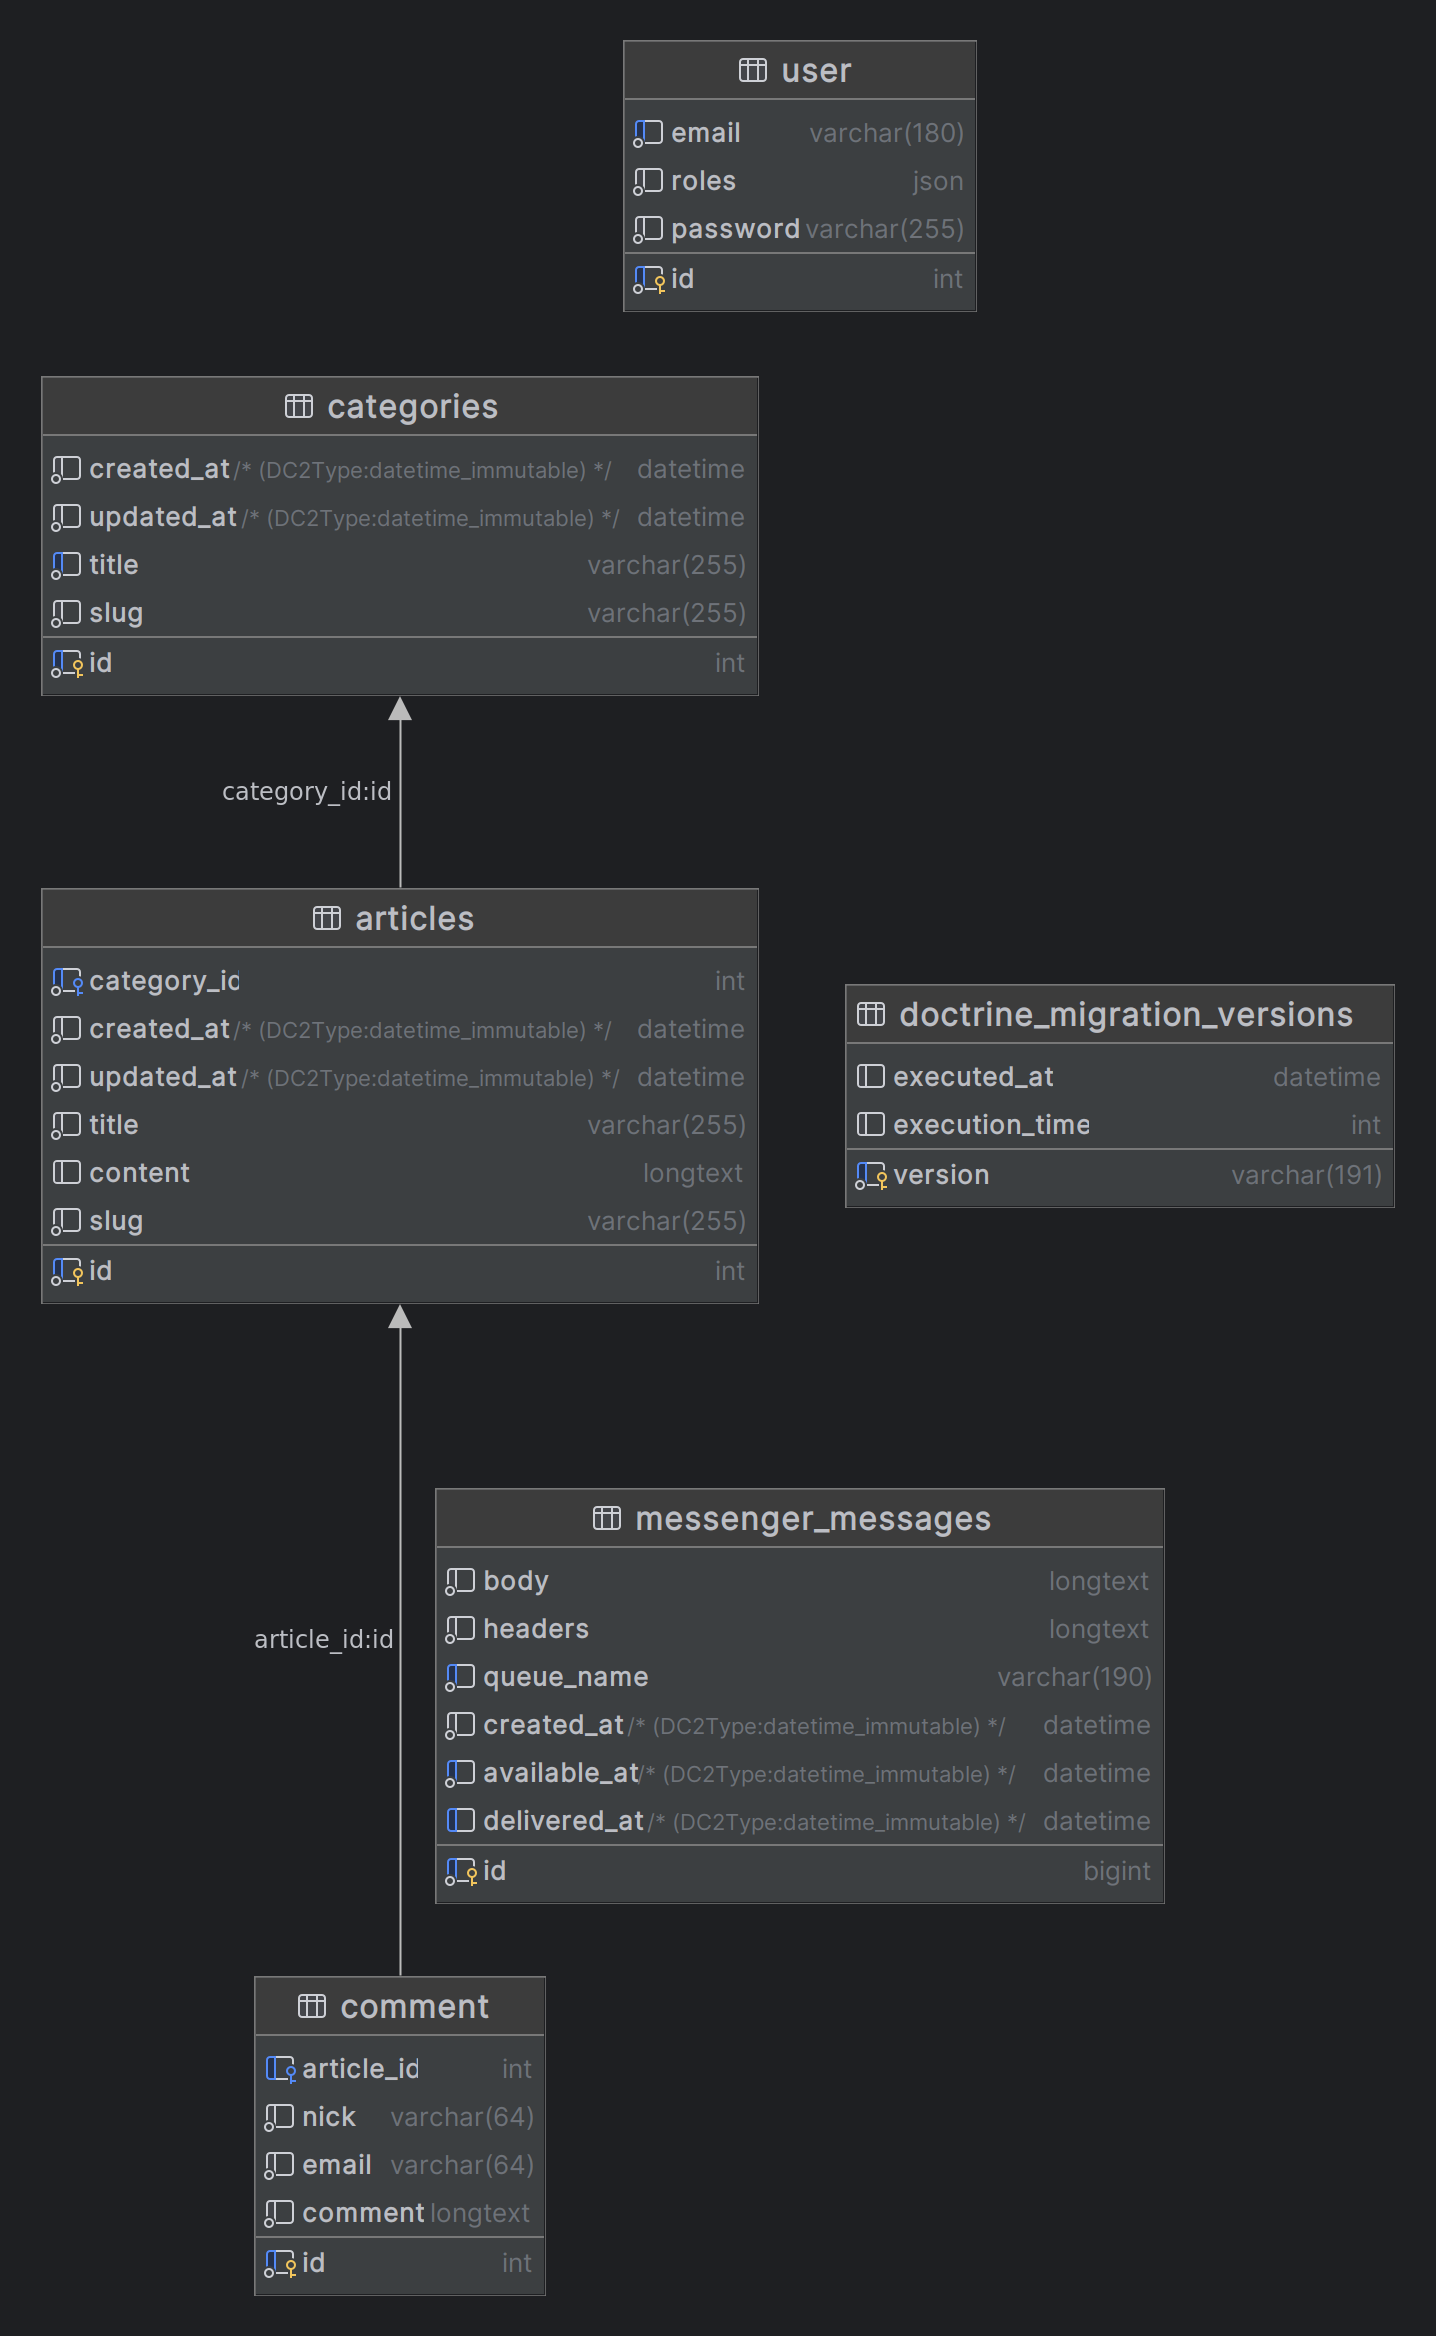 user
email varchar(180)
roles json
password varchar(255)
id int
categories
created_at /* (DC2Type:datetime_immutable) */ datetime
updated_at /* (DC2Type:datetime_immutable) */ datetime
title varchar(255)
slug varchar(255)
id int
category_id:id
articles
category_id int
created_at /* (DC2Type:datetime_immutable) */ datetime
updated_at /* (DC2Type:datetime_immutable) */ datetime
title varchar(255)
content longtext
slug varchar(255)
id int
doctrine_migration_versions
executed_at datetime
execution_time int
version varchar(191)
article_id:id
messenger_messages
body longtext
headers longtext
queue_name varchar(190)
created_at /* (DC2Type:datetime_immutable) */ datetime
available_at /* (DC2Type:datetime_immutable) */ datetime
delivered_at /* (DC2Type:datetime_immutable) */ datetime
id bigint
comment
article_id int
nick varchar(64)
email varchar(64)
comment longtext
id int